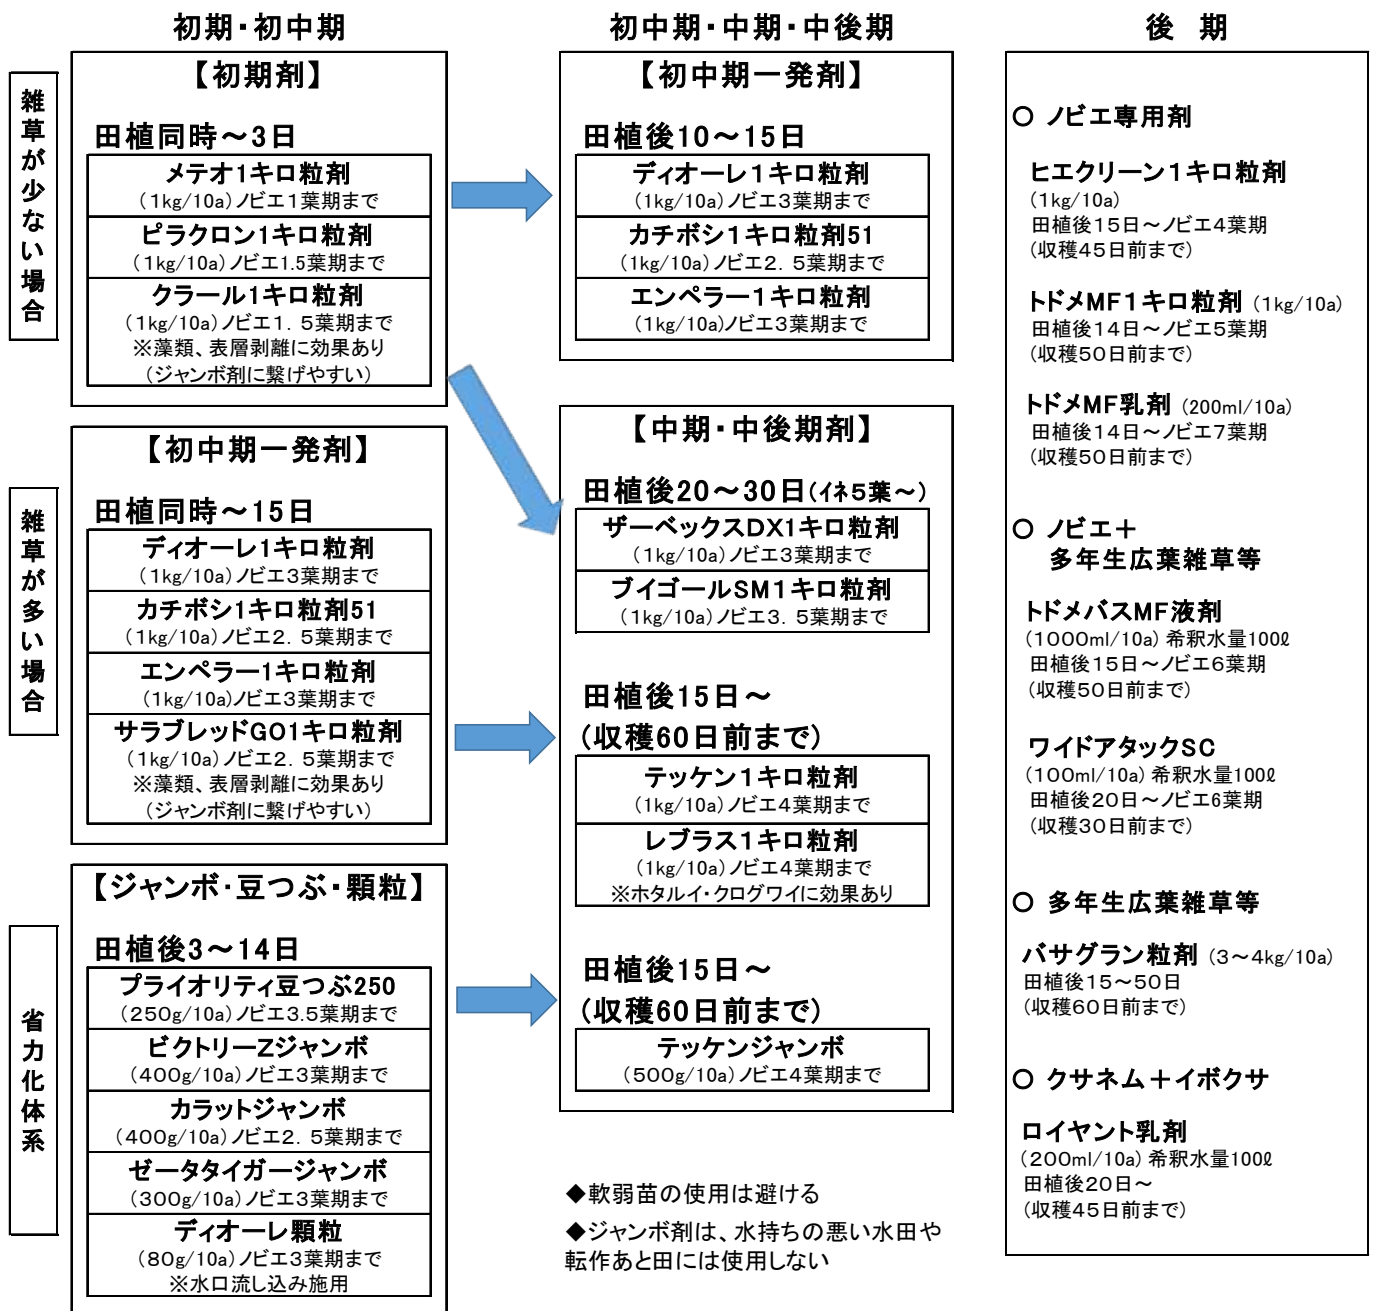 初期・初中期
雑草が少ない場合
【初期剤】
田植同時～3日
メテオ1キロ粒剤
(1kg/10a)ノビエ1葉期まで
ピラクロン1キロ粒剤
(1kg/10a)ノビエ1.5葉期まで
クラール1キロ粒剤
(1kg/10a)ノビエ1.5葉期まで
※藻類、表層剥離に効果あり
(ジャンボ剤に繋げやすい)
雑草が多い場合
【初中期一発剤】
田植同時～15日
ディオーレ1キロ粒剤
(1kg/10a)ノビエ3葉期まで
カチボシ1キロ粒剤51
(1kg/10a)ノビエ2.5葉期まで
エンペラー1キロ粒剤
(1kg/10a)ノビエ3葉期まで
サラブレッドGO1キロ粒剤
(1kg/10a)ノビエ2.5葉期まで
※藻類、表層剥離に効果あり
(ジャンボ剤に繋げやすい)
省力化体系
【ジャンボ・豆つぶ・顆粒】
田植後3～14日
プライオリティ豆つぶ250
(250g/10a)ノビエ3.5葉期まで
ビクトリーZジャンボ
(400g/10a)ノビエ3葉期まで
カラットジャンボ
(400g/10a)ノビエ2.5葉期まで
ゼータタイガージャンボ
(300g/10a)ノビエ3葉期まで
ディオーレ顆粒
(80g/10a)ノビエ3葉期まで
※水口流し込み施用
初中期・中期・中後期
【初中期一発剤】
田植後10～15日
ディオーレ1キロ粒剤
(1kg/10a)ノビエ3葉期まで
カチボシ1キロ粒剤51
(1kg/10a)ノビエ2.5葉期まで
エンペラー1キロ粒剤
(1kg/10a)ノビエ3葉期まで
【中期・中後期剤】
田植後20～30日(イネ5葉～)
ザーベックスDX1キロ粒剤
(1kg/10a)ノビエ3葉期まで
ブイゴールSM1キロ粒剤
(1kg/10a)ノビエ3.5葉期まで
田植後15日～
(収穫60日前まで)
テッケン1キロ粒剤
(1kg/10a)ノビエ4葉期まで
レブラス1キロ粒剤
(1kg/10a)ノビエ4葉期まで
※ホタルイ・クログワイに効果あり
田植後15日～
(収穫60日前まで)
テッケンジャンボ
(500g/10a)ノビエ4葉期まで
◆軟弱苗の使用は避ける
◆ジャンボ剤は、水持ちの悪い水田や
転作あと田には使用しない
後 期
○ ノビエ専用剤
ヒエクリーン1キロ粒剤
(1kg/10a)
田植後15日～ノビエ4葉期
(収穫45日前まで)
トドメMF1キロ粒剤 (1kg/10a)
田植後14日～ノビエ5葉期
(収穫50日前まで)
トドメMF乳剤 (200ml/10a)
田植後14日～ノビエ7葉期
(収穫50日前まで)
○ ノビエ＋
多年生広葉雑草等
トドメバスMF液剤
(1000ml/10a) 希釈水量100ℓ
田植後15日～ノビエ6葉期
(収穫50日前まで)
ワイドアタックSC
(100ml/10a) 希釈水量100ℓ
田植後20日～ノビエ6葉期
(収穫30日前まで)
○ 多年生広葉雑草等
バサグラン粒剤 (3～4kg/10a)
田植後15～50日
(収穫60日前まで)
○ クサネム＋イボクサ
ロイヤント乳剤
(200ml/10a) 希釈水量100ℓ
田植後20日～
(収穫45日前まで)